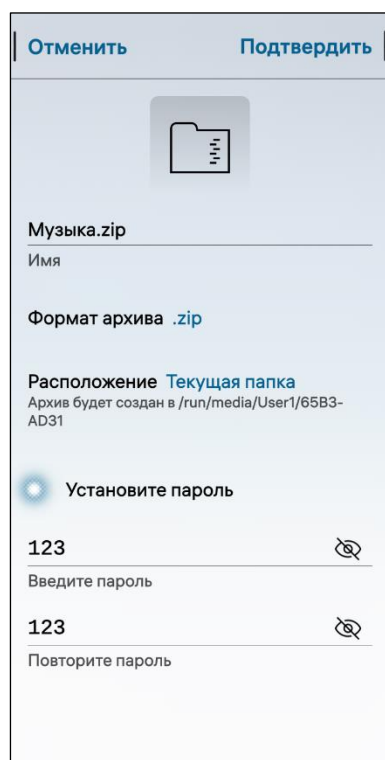 Отменить Подтвердить
Музыка.zip
Имя
Формат архива .zip
Расположение Текущая папка
Архив будет создан в /run/media/User1/65B3-
AD31
Установите пароль
123
Введите пароль
123
Повторите пароль